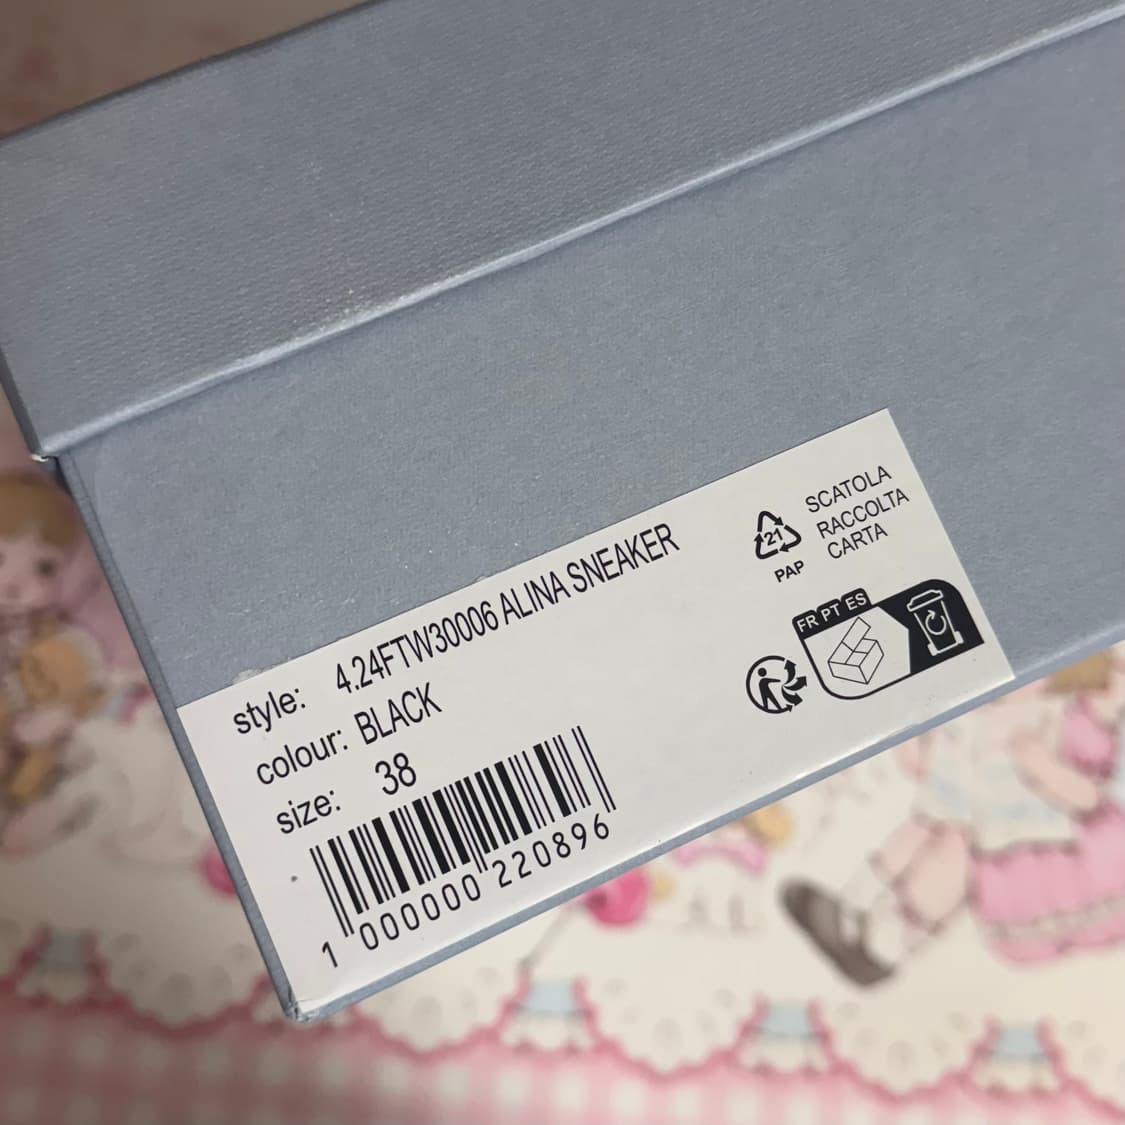 style: 4.24FTW30006 ALINA SNEAKER
colour: BLACK
size: 38
1 000000 220896
21
PAP
SCATOLA
RACCOLTA
CARTA
FR PT ES